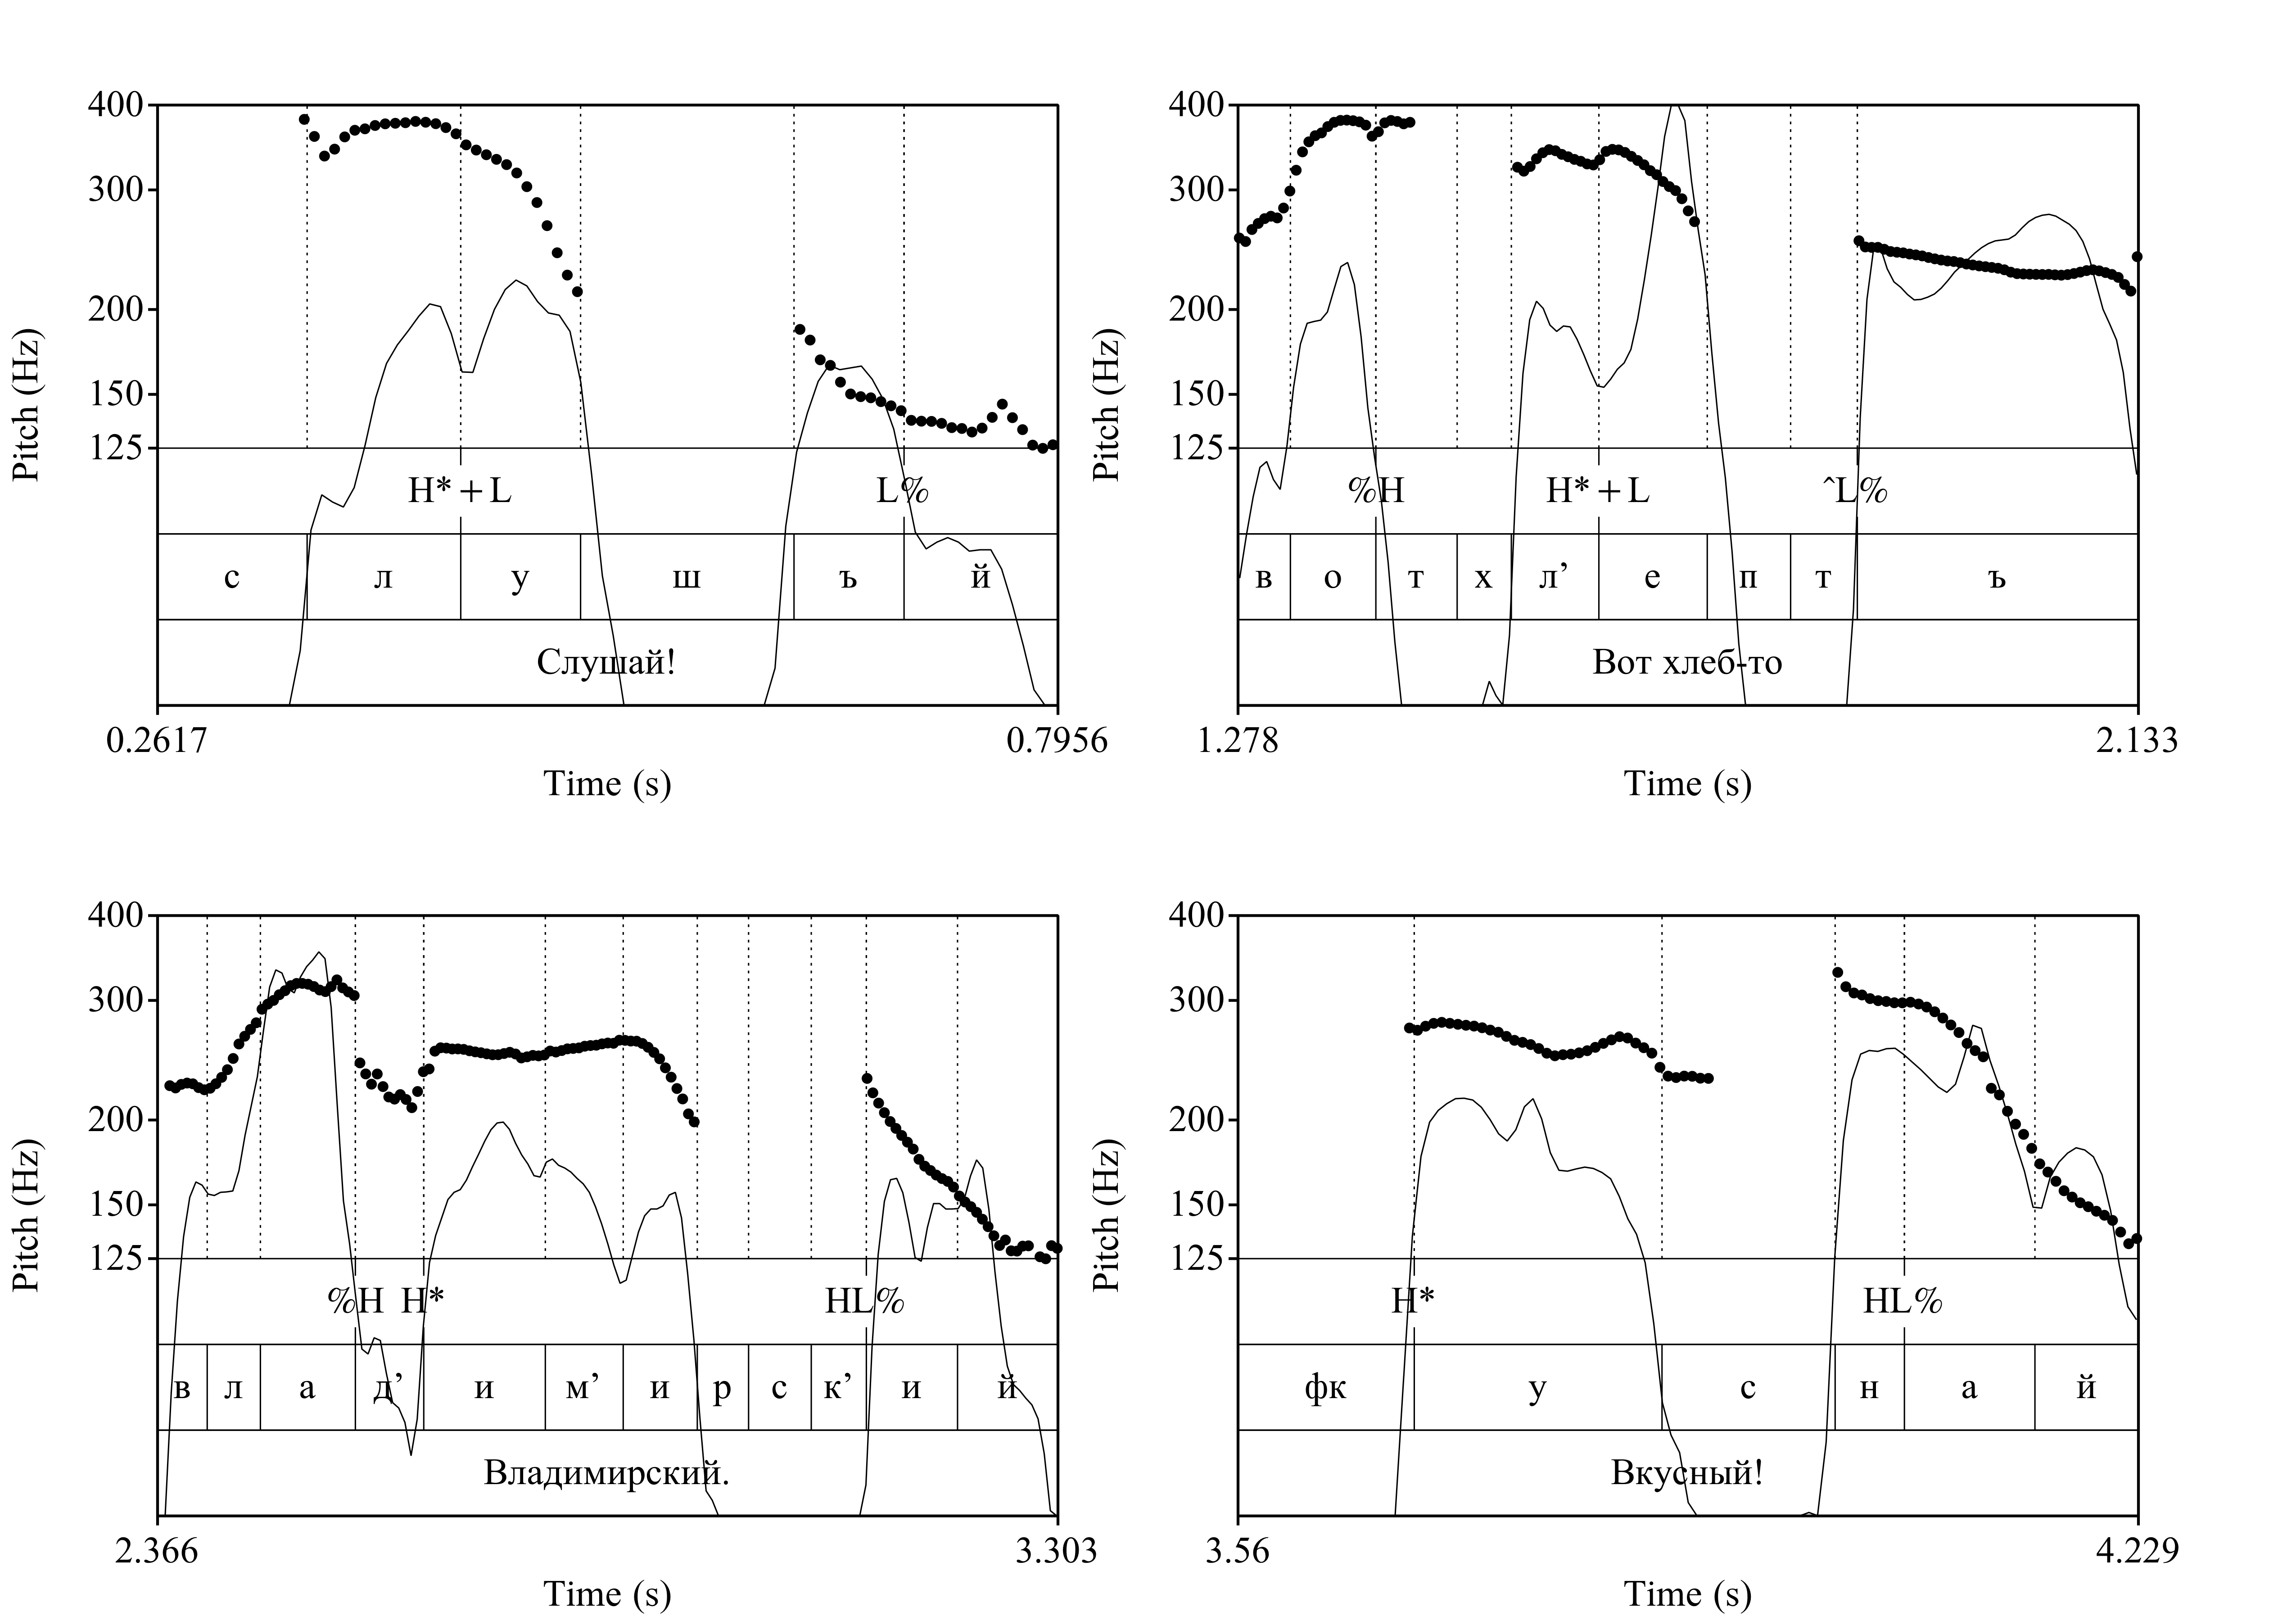 400
300
200
150
125
Pitch (Hz)
H* + L L%
с л у ш ъ й
Слушай!
0.2617 0.7956
Time (s)
400
300
200
150
125
Pitch (Hz)
%H H* + L ^L%
в о т х л’ е п т ъ
Вот хлеб-то
1.278 2.133
Time (s)
400
300
200
150
125
Pitch (Hz)
%H H* HL%
в л а д’ и м’ и р с к’ и й
Владимирский.
2.366 3.303
Time (s)
400
300
200
150
125
Pitch (Hz)
H* HL%
фк у с н а й
Вкусный!
3.56 4.229
Time (s)